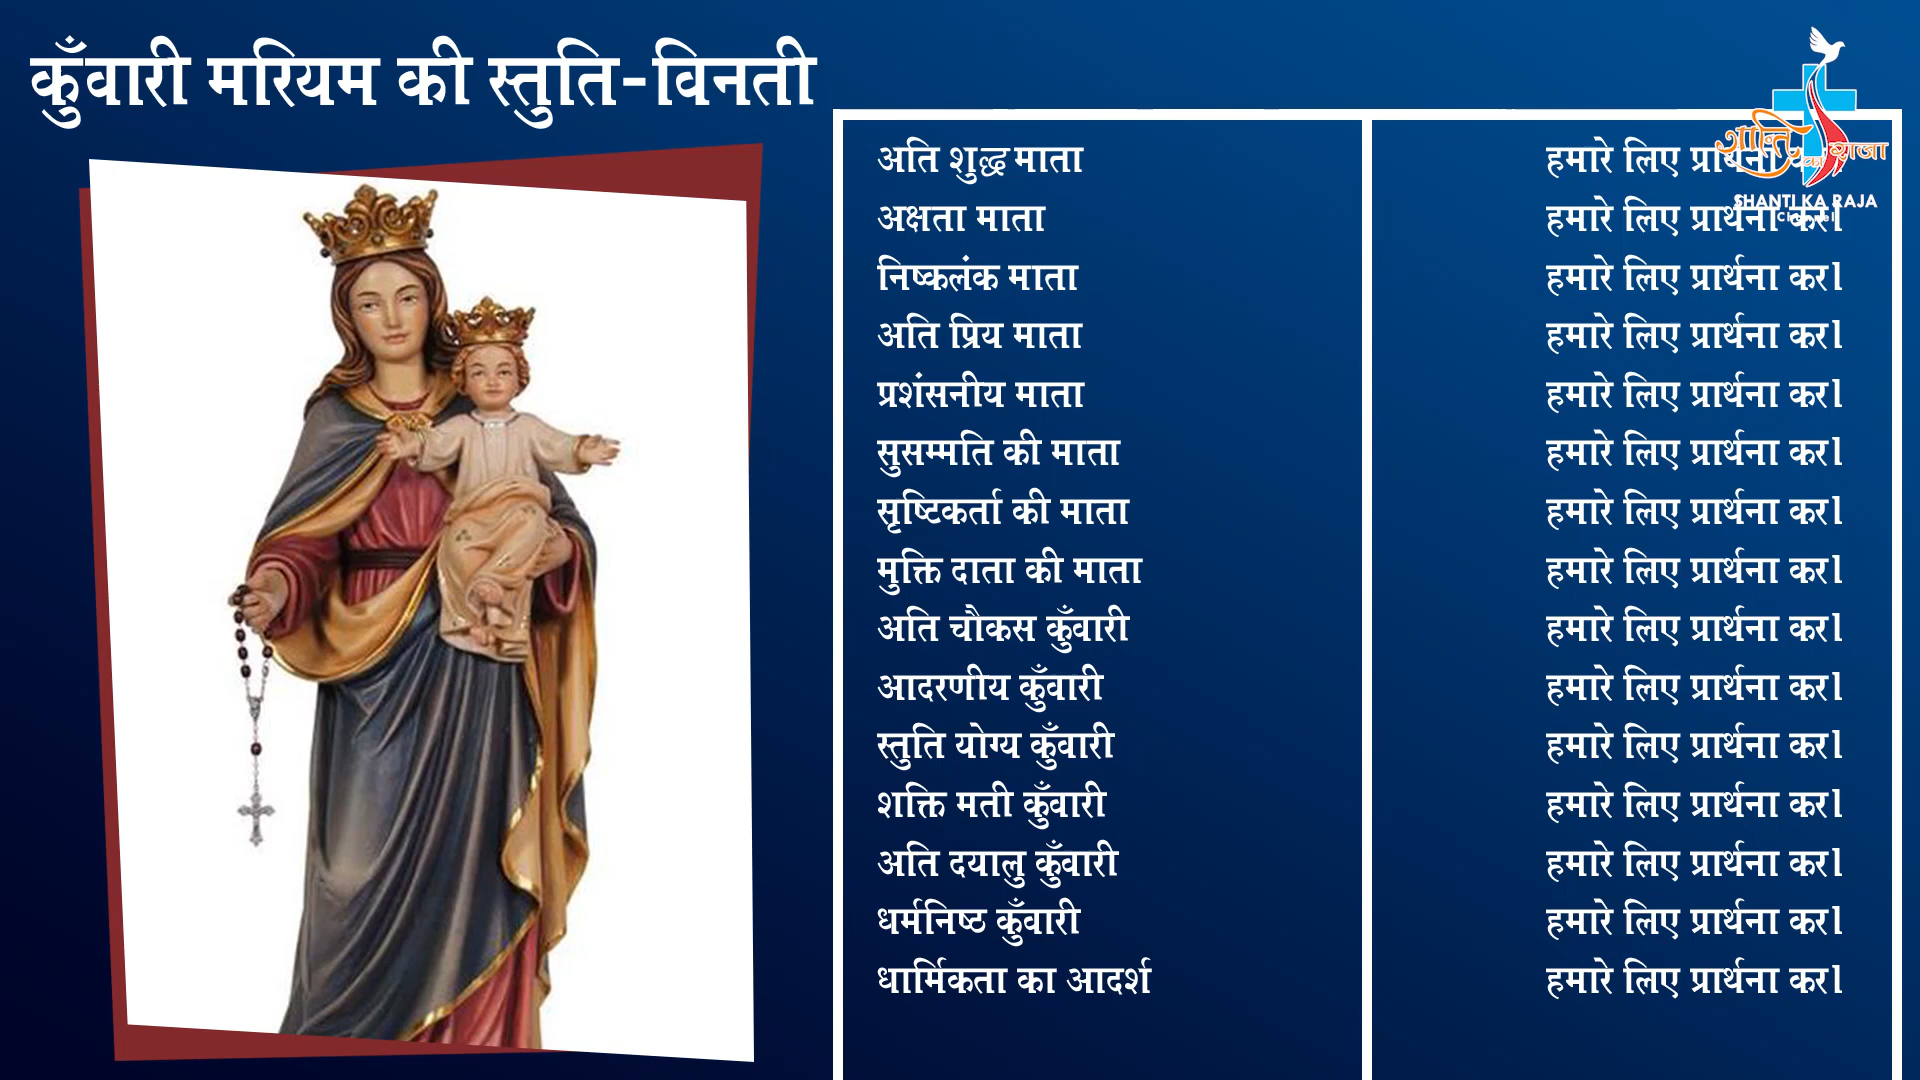 कुँवारी मरियम की स्तुति-विनती
अति शुद्ध माता हमारे लिए प्रार्थना
अक्षता माता हमारे लिए प्रार्थना कर।
निष्कलंक माता हमारे लिए प्रार्थना कर।
अति प्रिय माता हमारे लिए प्रार्थना कर।
प्रशंसनीय माता हमारे लिए प्रार्थना कर।
सुसम्मति की माता हमारे लिए प्रार्थना कर।
सृष्टिकर्ता की माता हमारे लिए प्रार्थना कर।
मुक्ति दाता की माता हमारे लिए प्रार्थना कर।
अति चौकस कुँवारी हमारे लिए प्रार्थना कर।
आदरणीय कुँवारी हमारे लिए प्रार्थना कर।
स्तुति योग्य कुँवारी हमारे लिए प्रार्थना कर।
शक्ति मती कुँवारी हमारे लिए प्रार्थना कर।
अति दयालु कुँवारी हमारे लिए प्रार्थना कर।
धर्मनिष्ठ कुँवारी हमारे लिए प्रार्थना कर।
धार्मिकता का आदर्श हमारे लिए प्रार्थना कर।
शान्ति का राजा
SHANTI KA RAJA
Channel